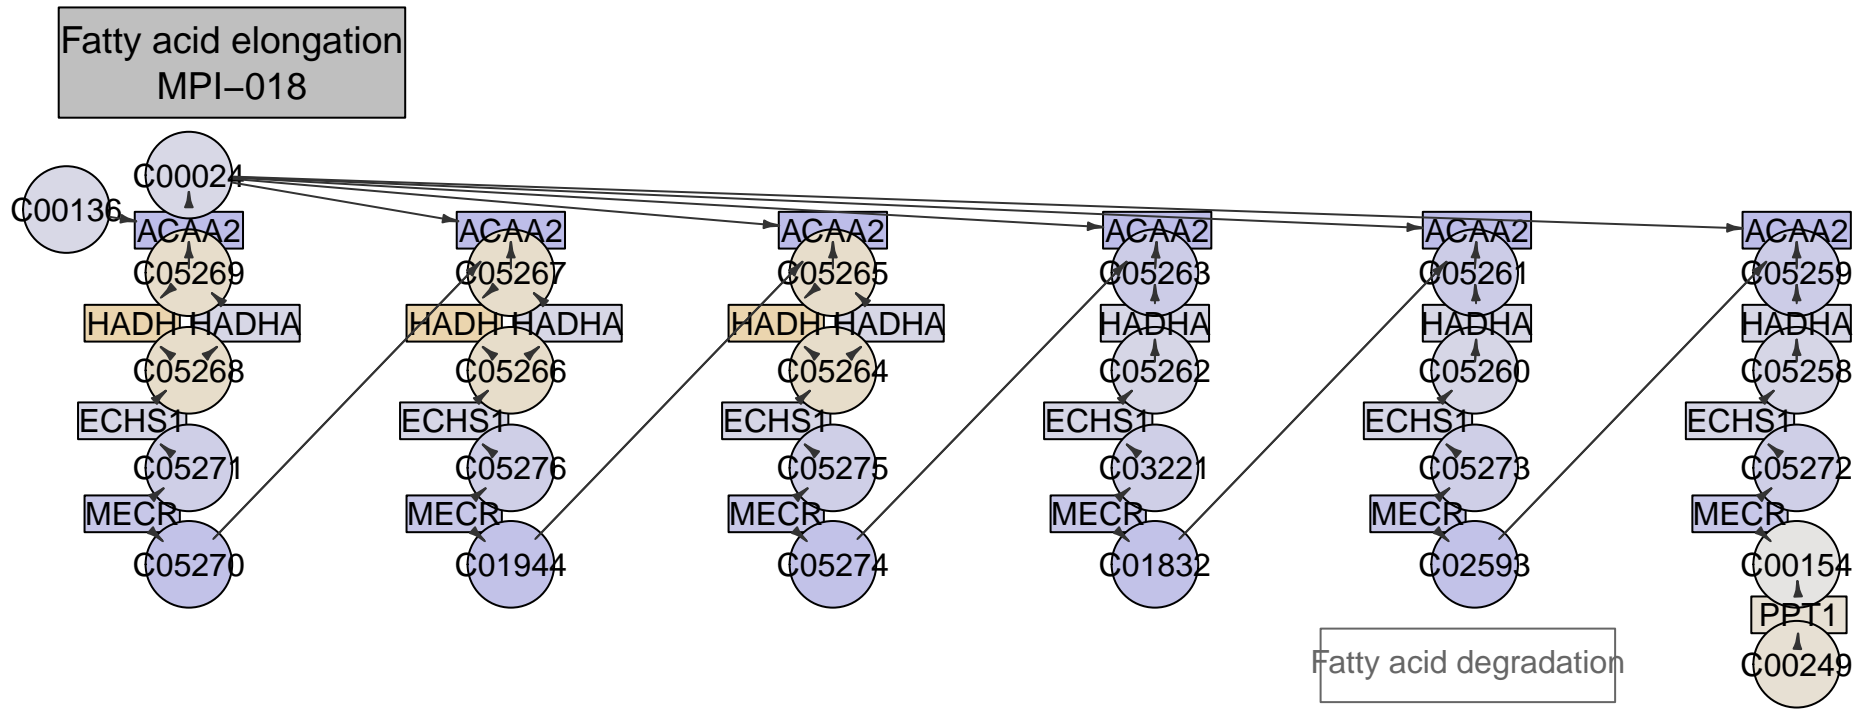 Fatty acid elongation
MPI−018
C00024
C00136
ACAA2 ACAA2 ACAA2 ACAA2 ACAA2 ACAA2
C05269 C05267 C05265 C05263 C05261 C05259
HADH HADHA HADH HADHA HADH HADHA HADHA HADHA HADHA
C05268 C05266 C05264 C05262 C05260 C05258
ECHS1 ECHS1 ECHS1 ECHS1 ECHS1 ECHS1
C05271 C05276 C05275 C03221 C05273 C05272
MECR MECR MECR MECR MECR MECR
C05270 C01944 C05274 C01832 C02593 C00154
PPT1
Fatty acid degradation
C00249